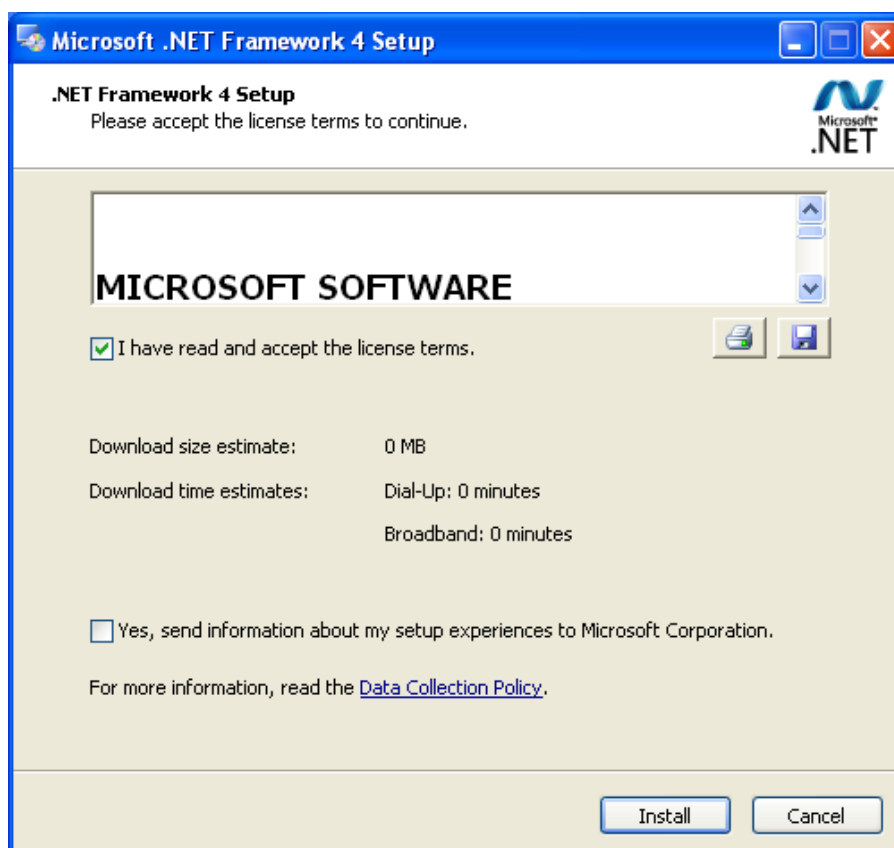 Microsoft .NET Framework 4 Setup
.NET Framework 4 Setup
Please accept the license terms to continue.
Microsoft
.NET
MICROSOFT SOFTWARE
I have read and accept the license terms.
Download size estimate: 0 MB
Download time estimates: Dial-Up: 0 minutes
Broadband: 0 minutes
Yes, send information about my setup experiences to Microsoft Corporation.
For more information, read the Data Collection Policy.
Install Cancel